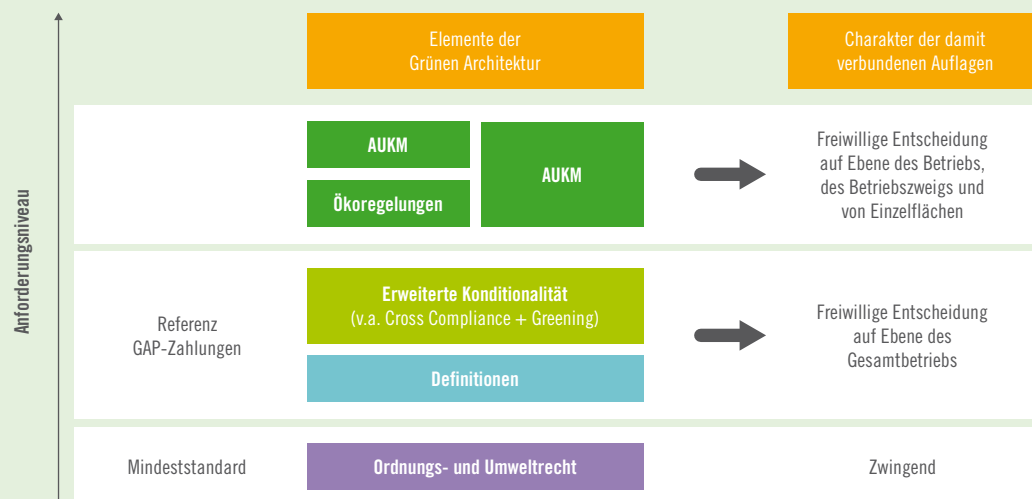 Anforderungsniveau
Elemente der
Grünen Architektur
Charakter der damit
verbundenen Auflagen
AUKM
Ökoregelungen
AUKM
Freiwillige Entscheidung
auf Ebene des Betriebs,
des Betriebszweigs und
von Einzelflächen
Referenz
GAP-Zahlungen
Erweiterte Konditionalität
(v.a. Cross Compliance + Greening)
Definitionen
Freiwillige Entscheidung
auf Ebene des
Gesamtbetriebs
Mindeststandard
Ordnungs- und Umweltrecht
Zwingend